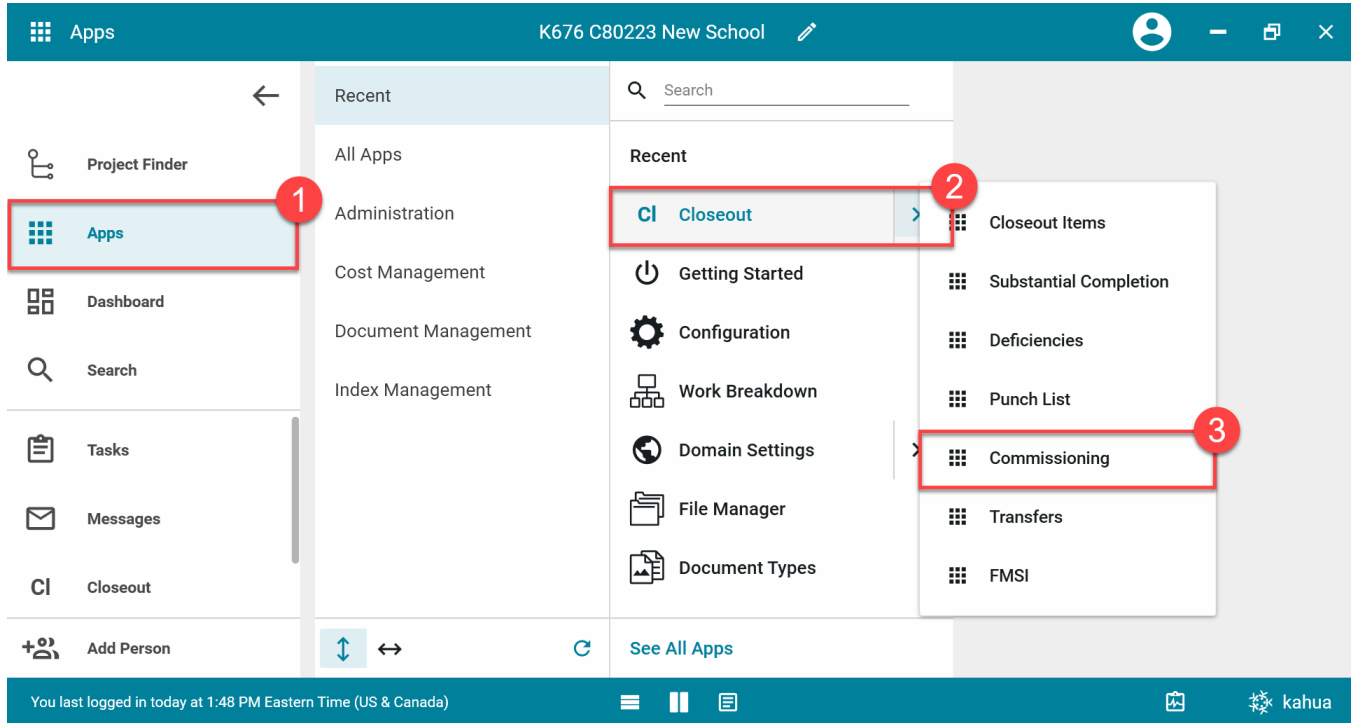 Apps
K676 C80223 New School
Project Finder
1
Apps
Dashboard
Search
Tasks
Messages
Cl
Closeout
Add Person
Recent
All Apps
Administration
Cost Management
Document Management
Index Management
Search
Recent
2
Cl
Closeout
Getting Started
Configuration
Work Breakdown
Domain Settings
File Manager
Document Types
See All Apps
Closeout Items
Substantial Completion
Deficiencies
Punch List
3
Commissioning
Transfers
FMSI
You last logged in today at 1:48 PM Eastern Time (US & Canada)
kahua